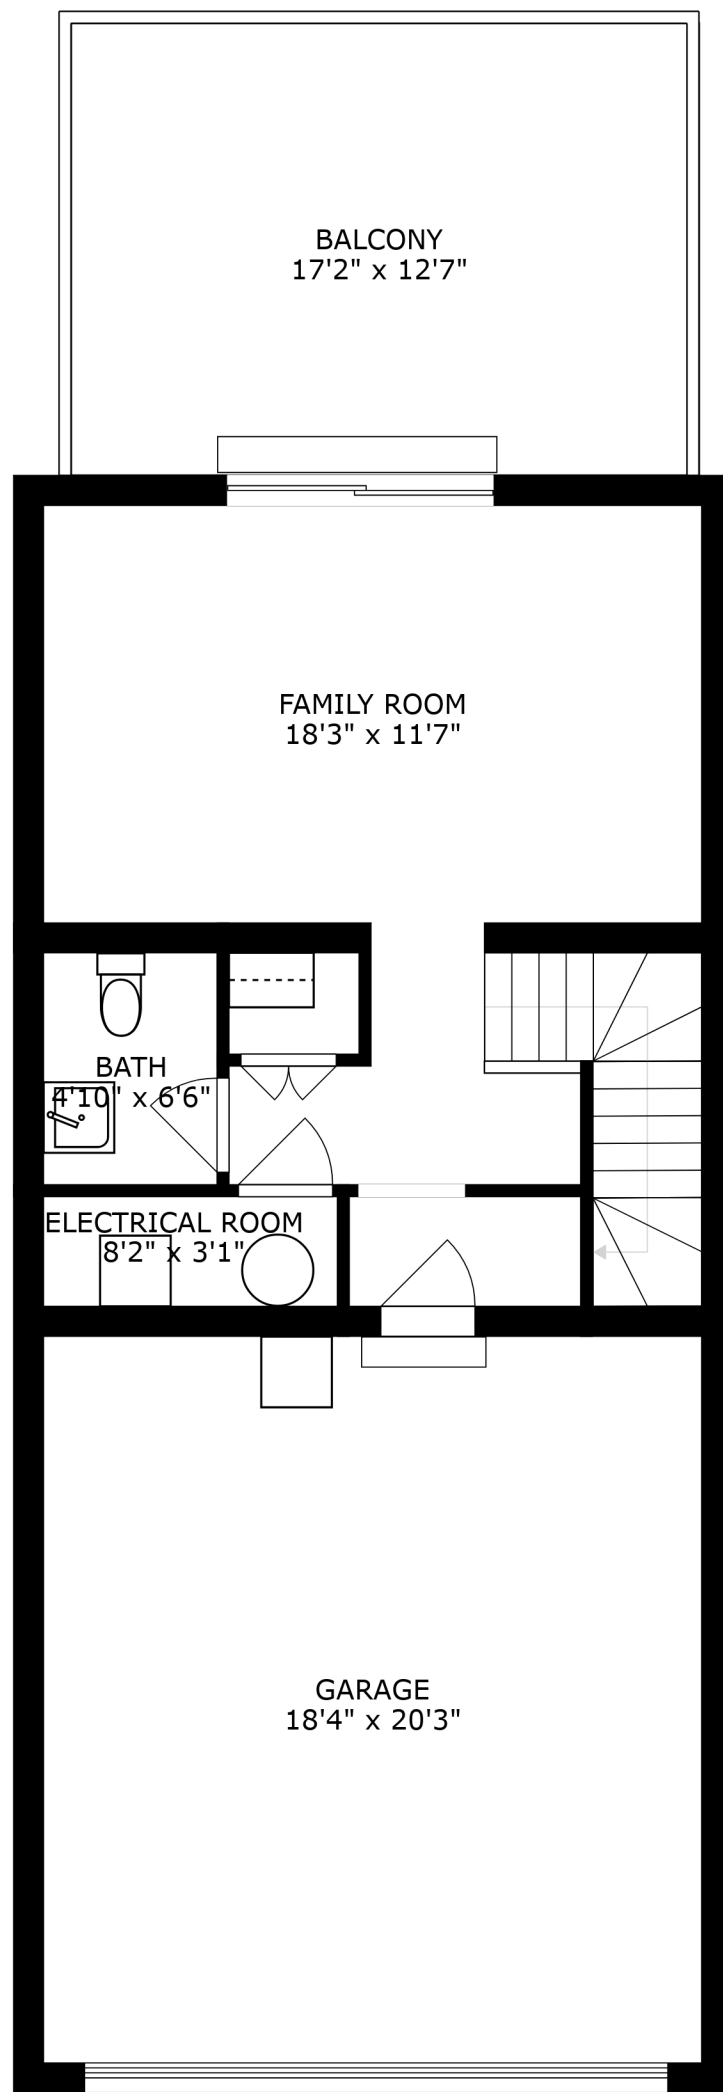 BALCONY
17'2" x 12'7"
FAMILY ROOM
18'3" x 11'7"
BATH
4'10" x 6'6"
ELECTRICAL ROOM
8'2" x 3'1"
GARAGE
18'4" x 20'3"